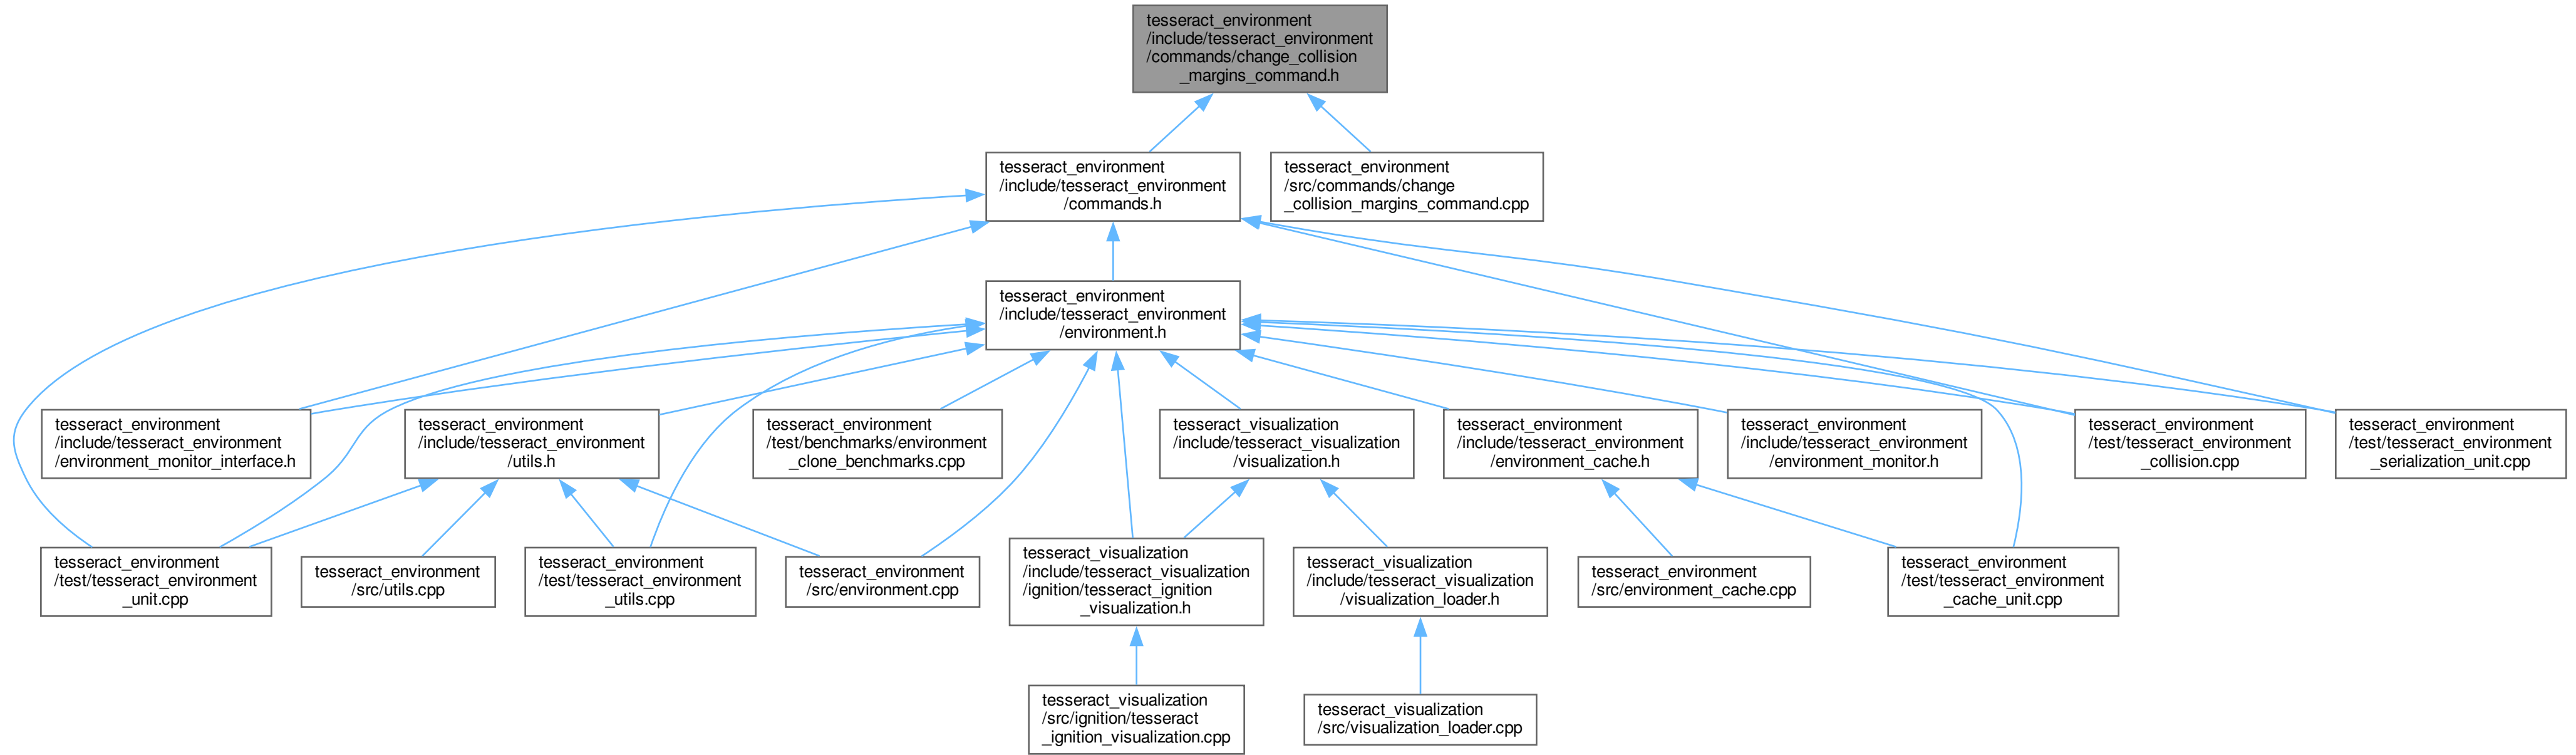 tesseract_environment
/include/tesseract_environment
/commands/change_collision
_margins_command.h
tesseract_environment
/include/tesseract_environment
/commands.h
tesseract_environment
/src/commands/change
_collision_margins_command.cpp
tesseract_environment
/include/tesseract_environment
/environment.h
tesseract_environment
/include/tesseract_environment
/environment_monitor_interface.h
tesseract_environment
/include/tesseract_environment
/utils.h
tesseract_environment
/test/benchmarks/environment
_clone_benchmarks.cpp
tesseract_visualization
/include/tesseract_visualization
/visualization.h
tesseract_environment
/include/tesseract_environment
/environment_cache.h
tesseract_environment
/include/tesseract_environment
/environment_monitor.h
tesseract_environment
/test/tesseract_environment
_collision.cpp
tesseract_environment
/test/tesseract_environment
_serialization_unit.cpp
tesseract_environment
/test/tesseract_environment
_unit.cpp
tesseract_environment
/src/utils.cpp
tesseract_environment
/test/tesseract_environment
_utils.cpp
tesseract_environment
/src/environment.cpp
tesseract_visualization
/include/tesseract_visualization
/ignition/tesseract_ignition
_visualization.h
tesseract_visualization
/include/tesseract_visualization
/visualization_loader.h
tesseract_environment
/src/environment_cache.cpp
tesseract_environment
/test/tesseract_environment
_cache_unit.cpp
tesseract_visualization
/src/ignition/tesseract
_ignition_visualization.cpp
tesseract_visualization
/src/visualization_loader.cpp